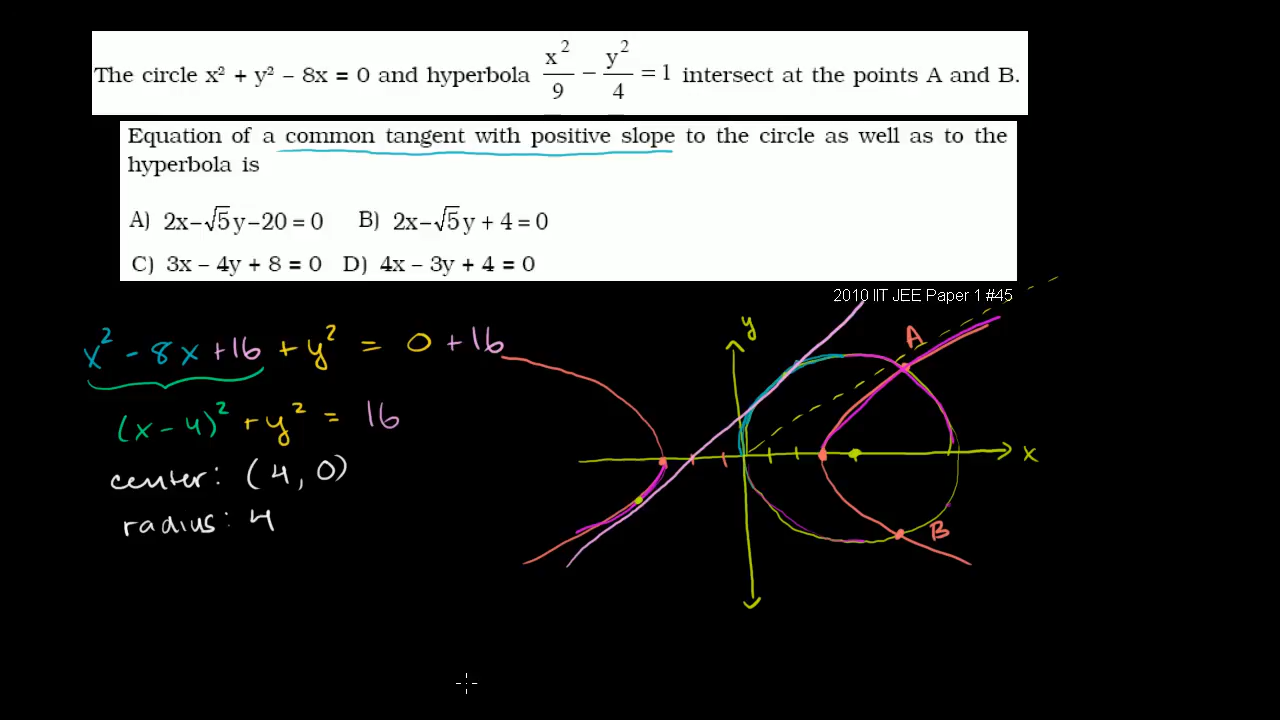 The circle x² + y² – 8x = 0 and hyperbola x²/9 − y²/4 = 1 intersect at the points A and B.
Equation of a common tangent with positive slope to the circle as well as to the
hyperbola is
A) 2x−√5y−20 = 0 B) 2x−√5y + 4 = 0
C) 3x − 4y + 8 = 0 D) 4x − 3y + 4 = 0
2010 IIT JEE Paper 1 #45
x² - 8x +16 + y² = 0 +16
(x - 4)² + y² = 16
center: (4, 0)
radius: 4
y
A
x
B